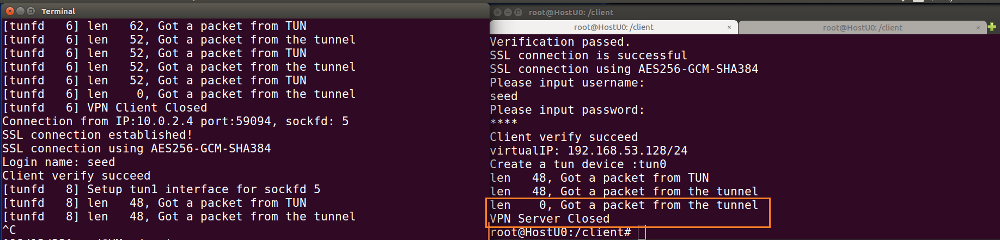 Terminal
[tunfd   6] len   62, Got a packet from TUN
[tunfd   6] len   52, Got a packet from the tunnel
[tunfd   6] len   52, Got a packet from TUN
[tunfd   6] len   52, Got a packet from the tunnel
[tunfd   6] len   52, Got a packet from TUN
[tunfd   6] len    0, Got a packet from the tunnel
[tunfd   6] VPN Client Closed
Connection from IP:10.0.2.4 port:59094, sockfd: 5
SSL connection established!
SSL connection using AES256-GCM-SHA384
Login name: seed
Client verify succeed
[tunfd   8] Setup tun1 interface for sockfd 5
[tunfd   8] len   48, Got a packet from TUN
[tunfd   8] len   48, Got a packet from the tunnel
^C
root@HostU0: /client
root@HostU0: /client ×
root@HostU0: /client ×
Verification passed.
SSL connection is successful
SSL connection using AES256-GCM-SHA384
Please input username:
seed
Please input password:
****
Client verify succeed
virtualIP: 192.168.53.128/24
Create a tun device :tun0
len   48, Got a packet from TUN
len   48, Got a packet from the tunnel
len    0, Got a packet from the tunnel
VPN Server Closed
root@HostU0:/client#